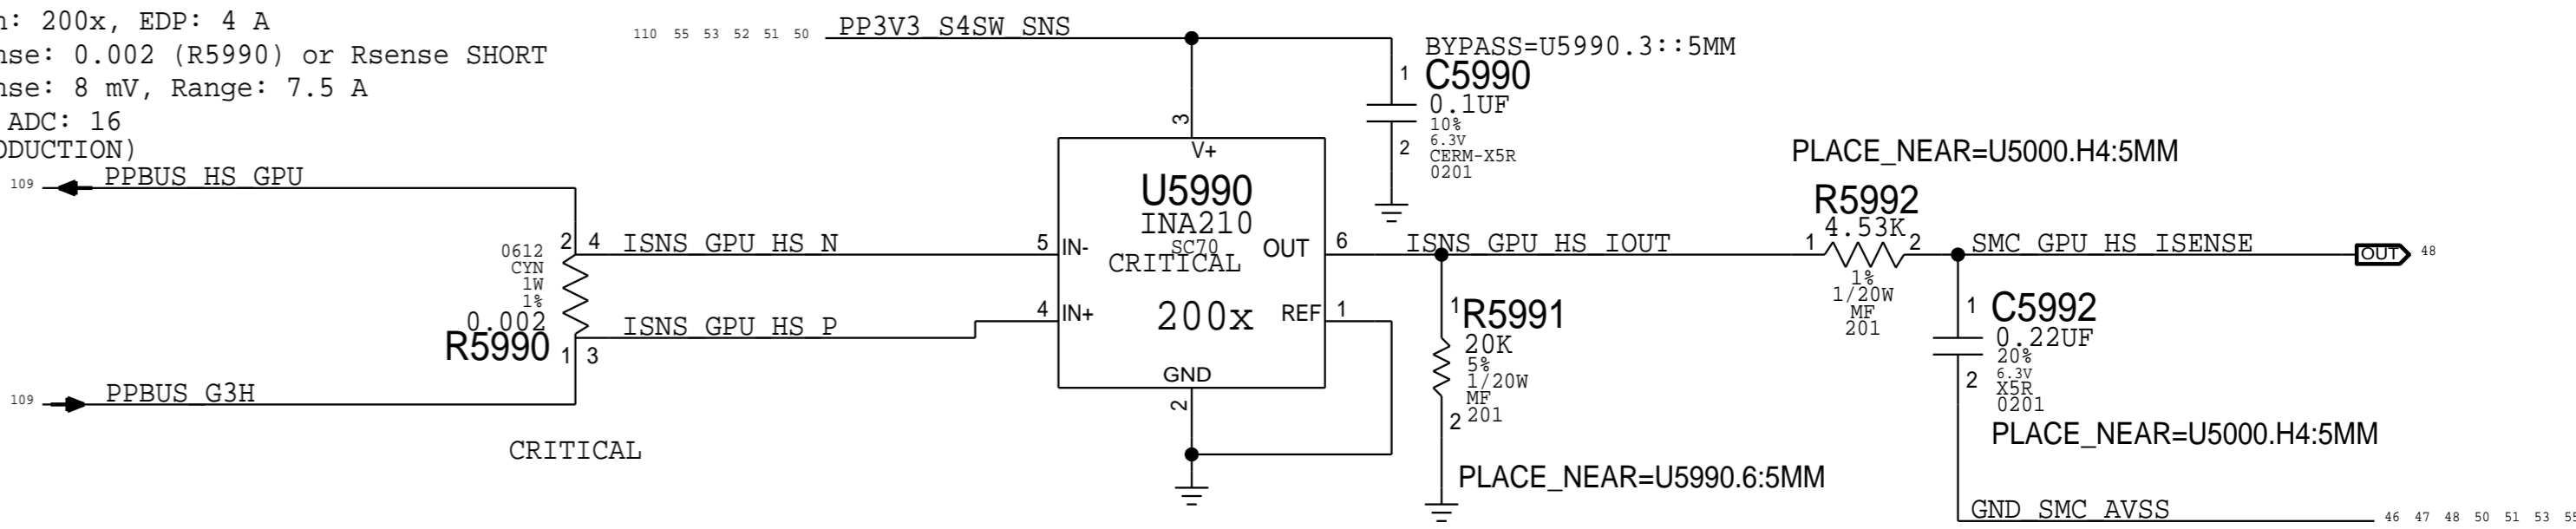 : 200x, EDP: 4 A
nse: 0.002 (R5990) or Rsense SHORT
nse: 8 mV, Range: 7.5 A
ADC: 16
ODUCTION)
110 55 53 52 51 50 PP3V3_S4SW_SNS
BYPASS=U5990.3::5MM
1 C5990
0.1UF
10%
6.3V
2 CERM-X5R
0201
3
V+
U5990
INA210
SC70
CRITICAL
200x
5 IN-
4 IN+
OUT 6
REF 1
GND
2
109 PPBUS_HS_GPU
2 4 ISNS_GPU_HS_N
0612
CYN
1W
1%
0.002
R5990 1 3
ISNS_GPU_HS_P
109 PPBUS_G3H
CRITICAL
ISNS_GPU_HS_IOUT
1 R5991
20K
5%
1/20W
MF
2 201
PLACE_NEAR=U5990.6:5MM
PLACE_NEAR=U5000.H4:5MM
R5992
4.53K
1 2
1%
1/20W
MF
201
SMC_GPU_HS_ISENSE
OUT 48
1 C5992
0.22UF
20%
6.3V
2 X5R
0201
PLACE_NEAR=U5000.H4:5MM
GND_SMC_AVSS
46 47 48 50 51 53 55